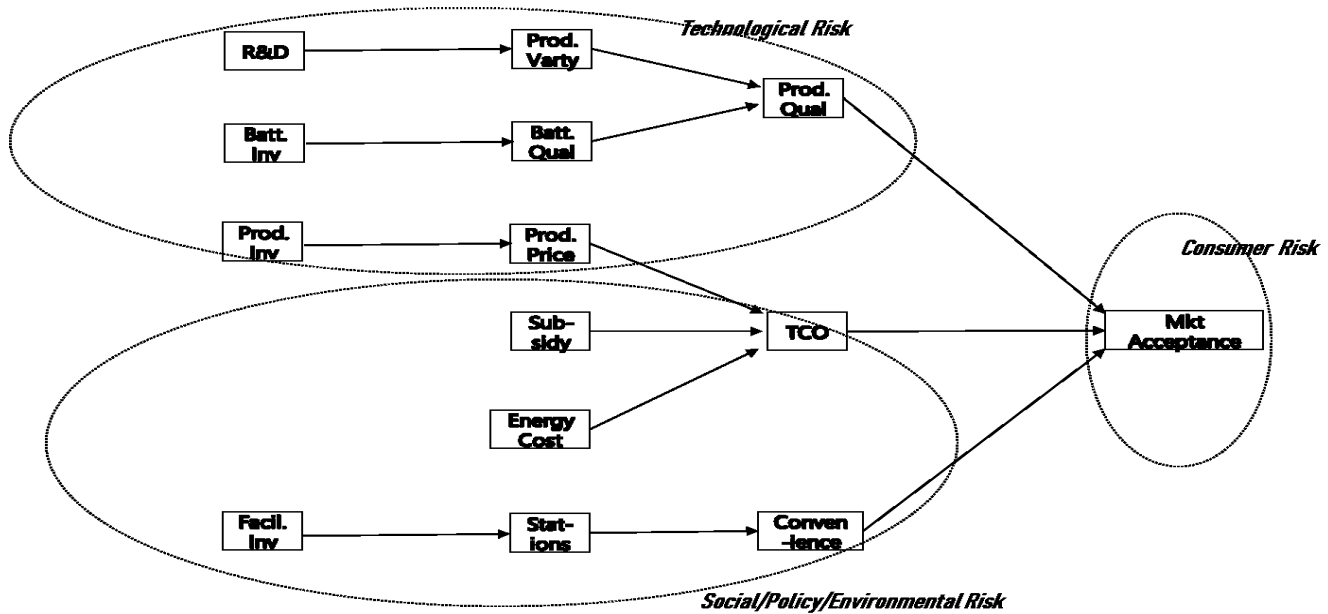 Technological Risk
R&D
Prod.
Varty
Prod.
Qual
Batt.
Inv
Batt.
Qual
Prod.
Inv
Prod.
Price
Consumer Risk
Sub-
sidy
TCO
Mkt
Acceptance
Energy
Cost
Facil.
Inv
Stat-
ions
Conven
-ience
Social/Policy/Environmental Risk